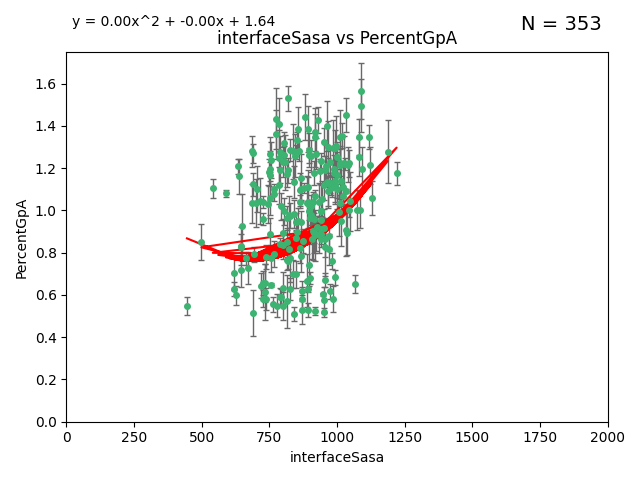 y = 0.00x^2 + -0.00x + 1.64
N = 353
interfaceSasa vs PercentGpA
PercentGpA
1.6
1.4
1.2
1.0
0.8
0.6
0.4
0.2
0.0
0 250 500 750 1000 1250 1500 1750 2000
interfaceSasa